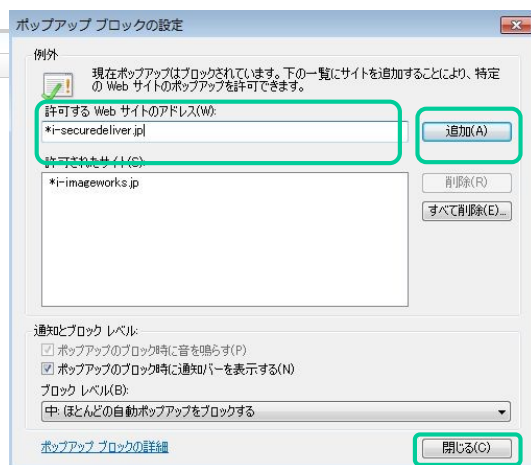 ポップアップ ブロックの設定
例外
現在ポップアップはブロックされています。下の一覧にサイトを追加することにより、特定
の Web サイトのポップアップを許可できます。
許可する Web サイトのアドレス(W):
*i-securedeliver.jp
追加(A)
許可されたサイト(S):
*i-imageworks.jp
削除(R)
すべて削除(E)...
通知とブロック レベル:
ポップアップのブロック時に音を鳴らす(P)
ポップアップのブロック時に通知バーを表示する(N)
ブロック レベル(B):
中: ほとんどの自動ポップアップをブロックする
ポップアップ ブロックの詳細
閉じる(C)